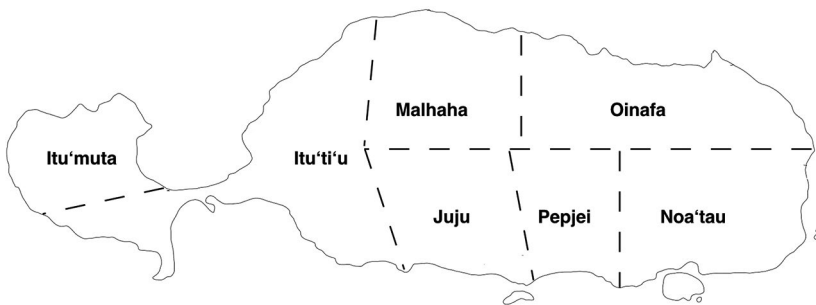 Malhaha
Oinafa
Itu‘muta
Itu‘ti‘u
Juju
Pepjei
Noa‘tau